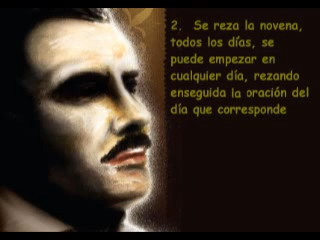 2. Se reza la novena,
todos los días, se
puede empezar en
cualquier día, rezando
enseguida la oración del
día que corresponde